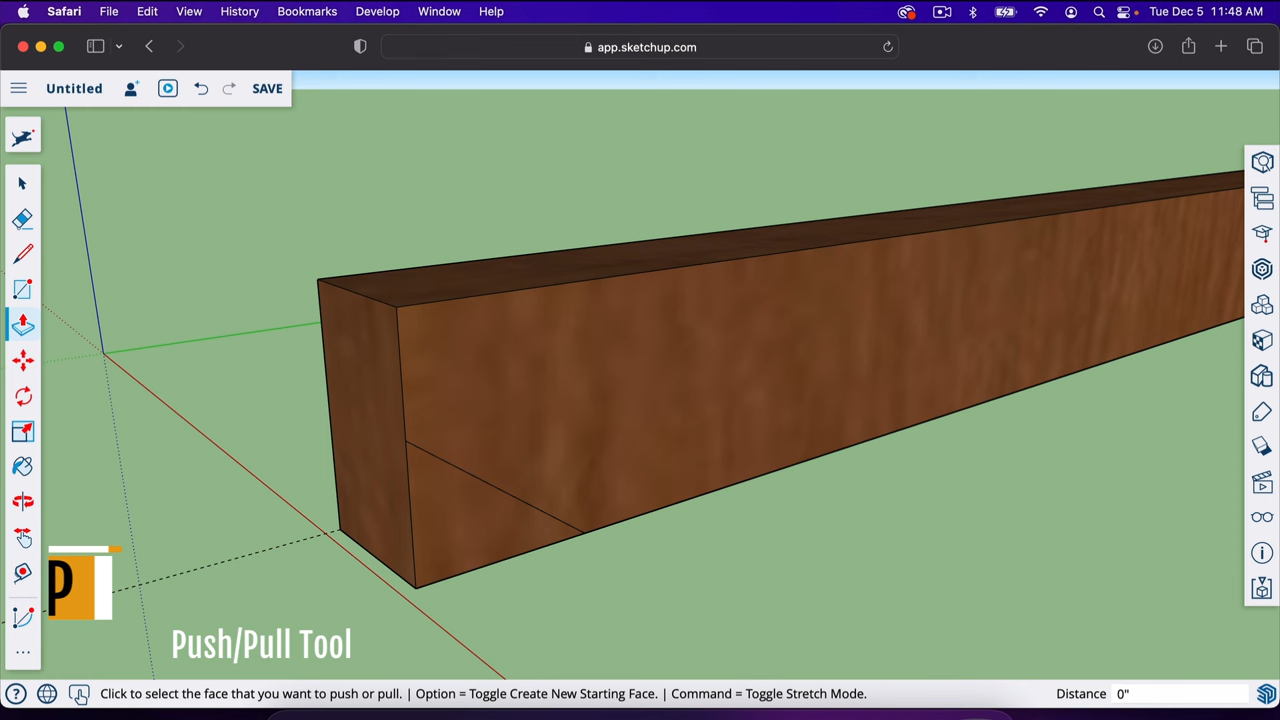 Safari File Edit View History Bookmarks Develop Window Help Tue Dec 5 11:48 AM
app.sketchup.com
Untitled SAVE
P
Push/Pull Tool
Click to select the face that you want to push or pull. | Option = Toggle Create New Starting Face. | Command = Toggle Stretch Mode. Distance 0"